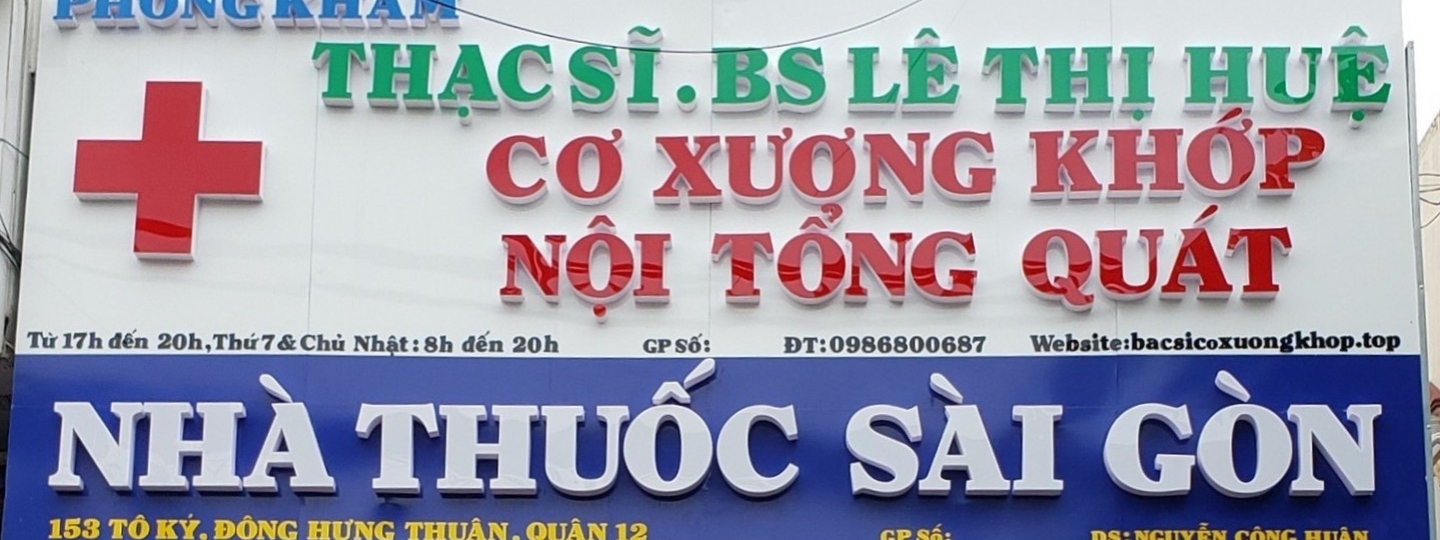 PHÒNG KHÁM
THẠC SĨ. BS LÊ THỊ HUỆ
CƠ XƯƠNG KHỚP
NỘI TỔNG QUÁT
Từ 17h đến 20h, Thứ 7 & Chủ Nhật: 8h đến 20h GP Số: ĐT: 0986800687 Website: bacsicoxuongkhop.top
NHÀ THUỐC SÀI GÒN
153 TÔ KÝ, ĐÔNG HƯNG THUẬN, QUẬN 12 GP Số: DS: NGUYỄN CÔNG HUÂN